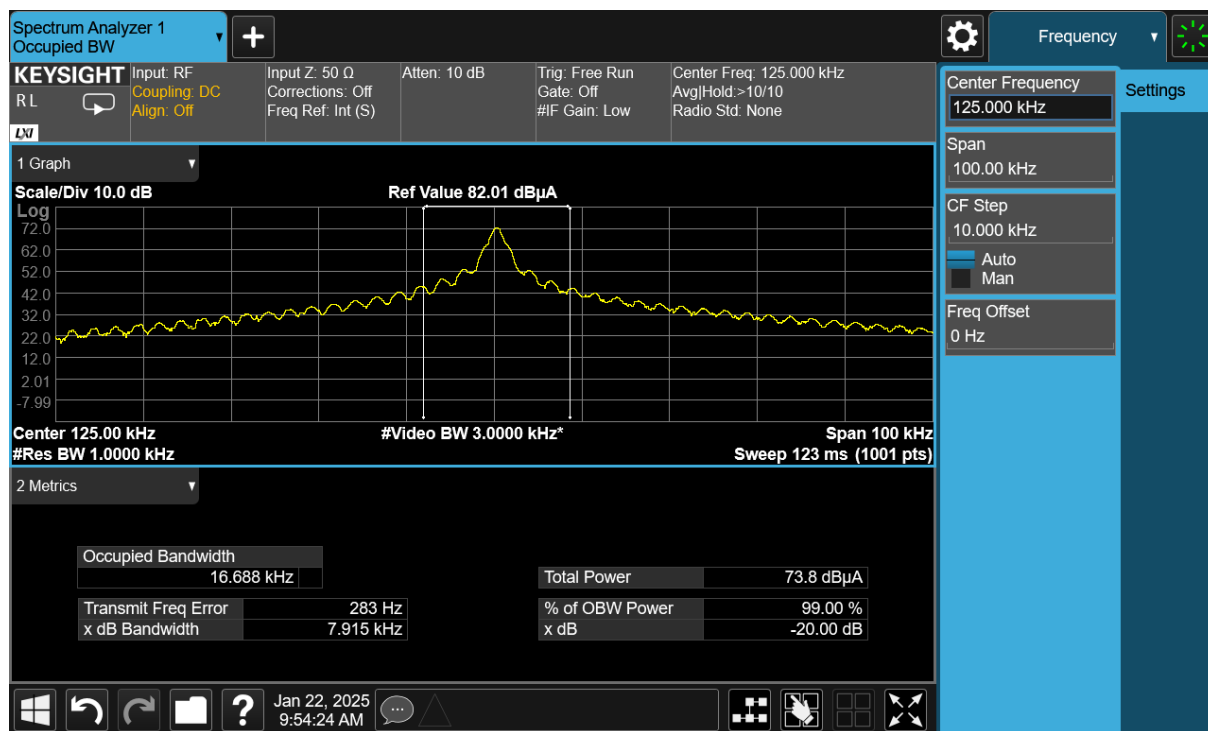 Spectrum Analyzer 1
Occupied BW
+
Frequency
KEYSIGHT
R L
LXI
Input: RF
Coupling: DC
Align: Off
Input Z: 50 Ω
Corrections: Off
Freq Ref: Int (S)
Atten: 10 dB
Trig: Free Run
Gate: Off
#IF Gain: Low
Center Freq: 125.000 kHz
Avg|Hold:>10/10
Radio Std: None
Center Frequency
125.000 kHz
Settings
Span
100.00 kHz
CF Step
10.000 kHz
Auto
Man
Freq Offset
0 Hz
1 Graph
Scale/Div 10.0 dB
Ref Value 82.01 dBµA
Log
72.0
62.0
52.0
42.0
32.0
22.0
12.0
2.01
-7.99
Center 125.00 kHz
#Video BW 3.0000 kHz*
Span 100 kHz
#Res BW 1.0000 kHz
Sweep 123 ms (1001 pts)
2 Metrics
Occupied Bandwidth
16.688 kHz
Total Power 73.8 dBµA
Transmit Freq Error 283 Hz
% of OBW Power 99.00 %
x dB Bandwidth 7.915 kHz
x dB -20.00 dB
?
Jan 22, 2025
9:54:24 AM